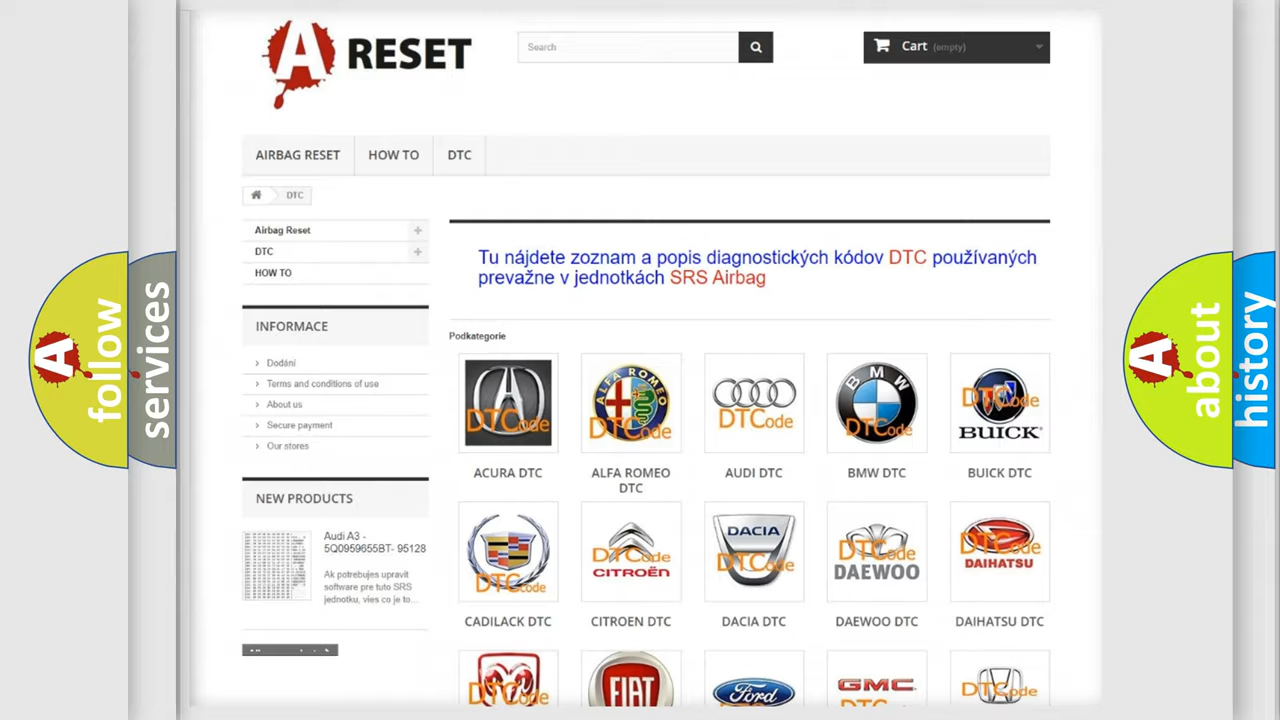 A RESET
Search
Cart (empty)
AIRBAG RESET
HOW TO
DTC
DTC
Airbag Reset
DTC
HOW TO
INFORMACE
Dodání
Terms and conditions of use
About us
Secure payment
Our stores
NEW PRODUCTS
Audi A3 -
5Q0959655BT- 95128
Ak potrebujes upravit
software pre tuto SRS
jednotku, vies co je to...
Tu nájdete zoznam a popis diagnostických kódov DTC používaných
prevažne v jednotkách SRS Airbag
Podkategorie
DTCode
ACURA DTC
ALFA ROMEO
DTCode
ALFA ROMEO
DTC
DTCode
AUDI DTC
BMW
DTCode
BMW DTC
DTCode
BUICK
BUICK DTC
DTCode
CADILACK DTC
DTCode
CITROËN
CITROEN DTC
DACIA
DTCode
DACIA DTC
DTCode
DAEWOO
DAEWOO DTC
DTCode
DAIHATSU
DAIHATSU DTC
DTCode
FIAT
Ford
GMC
DTCode
A follow
services
A about
history